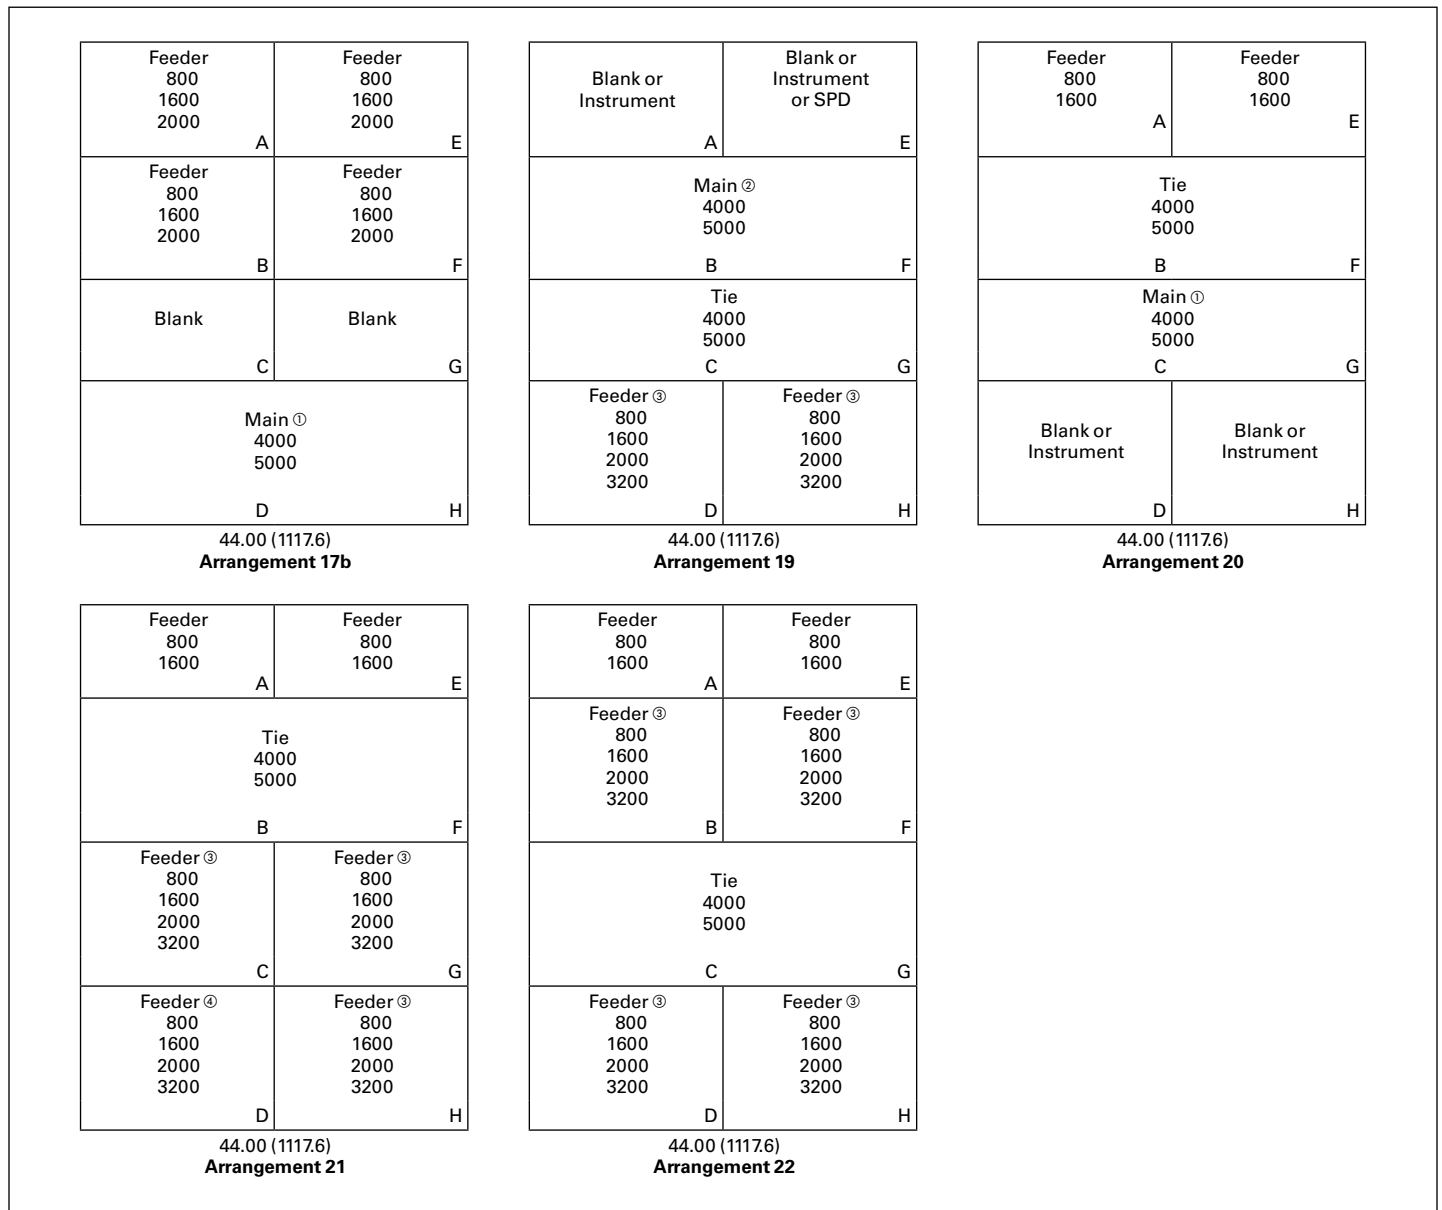 Feeder
800
1600
2000
A
Feeder
800
1600
2000
E
Feeder
800
1600
2000
B
Feeder
800
1600
2000
F
Blank
C
Blank
G
Main ①
4000
5000
D H
44.00 (1117.6)
Arrangement 17b
Blank or
Instrument
A
Blank or
Instrument
or SPD
E
Main ②
4000
5000
B F
Tie
4000
5000
C G
Feeder ③
800
1600
2000
3200
D
Feeder ③
800
1600
2000
3200
H
44.00 (1117.6)
Arrangement 19
Feeder
800
1600
A
Feeder
800
1600
E
Tie
4000
5000
B F
Main ①
4000
5000
C G
Blank or
Instrument
D
Blank or
Instrument
H
44.00 (1117.6)
Arrangement 20
Feeder
800
1600
A
Feeder
800
1600
E
Tie
4000
5000
B F
Feeder ③
800
1600
2000
3200
C
Feeder ③
800
1600
2000
3200
G
Feeder ④
800
1600
2000
3200
D
Feeder ③
800
1600
2000
3200
H
44.00 (1117.6)
Arrangement 21
Feeder
800
1600
A
Feeder
800
1600
E
Feeder ③
800
1600
2000
3200
B
Feeder ③
800
1600
2000
3200
F
Tie
4000
5000
C G
Feeder ③
800
1600
2000
3200
D
Feeder ③
800
1600
2000
3200
H
44.00 (1117.6)
Arrangement 22